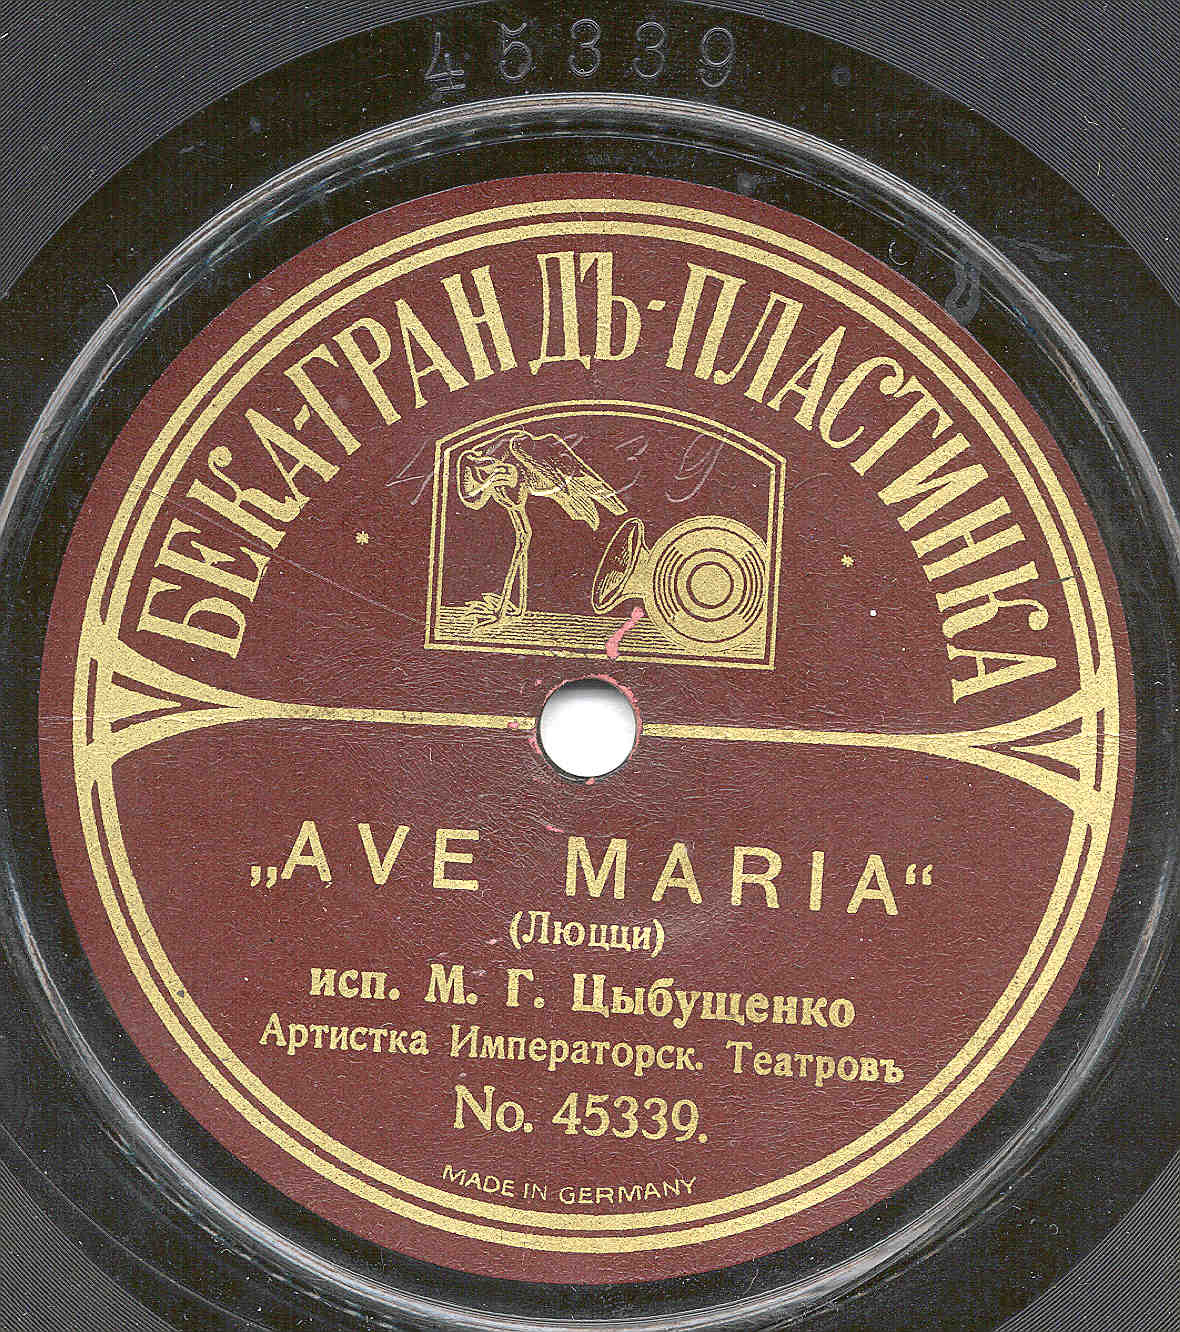 45339
БЕКА-ГРАНДЪ-ПЛАСТИНКА
„AVE MARIA“
(Люцци)
исп. М. Г. Цыбущенко
Артистка Императорск. Театровъ
No. 45339.
MADE IN GERMANY